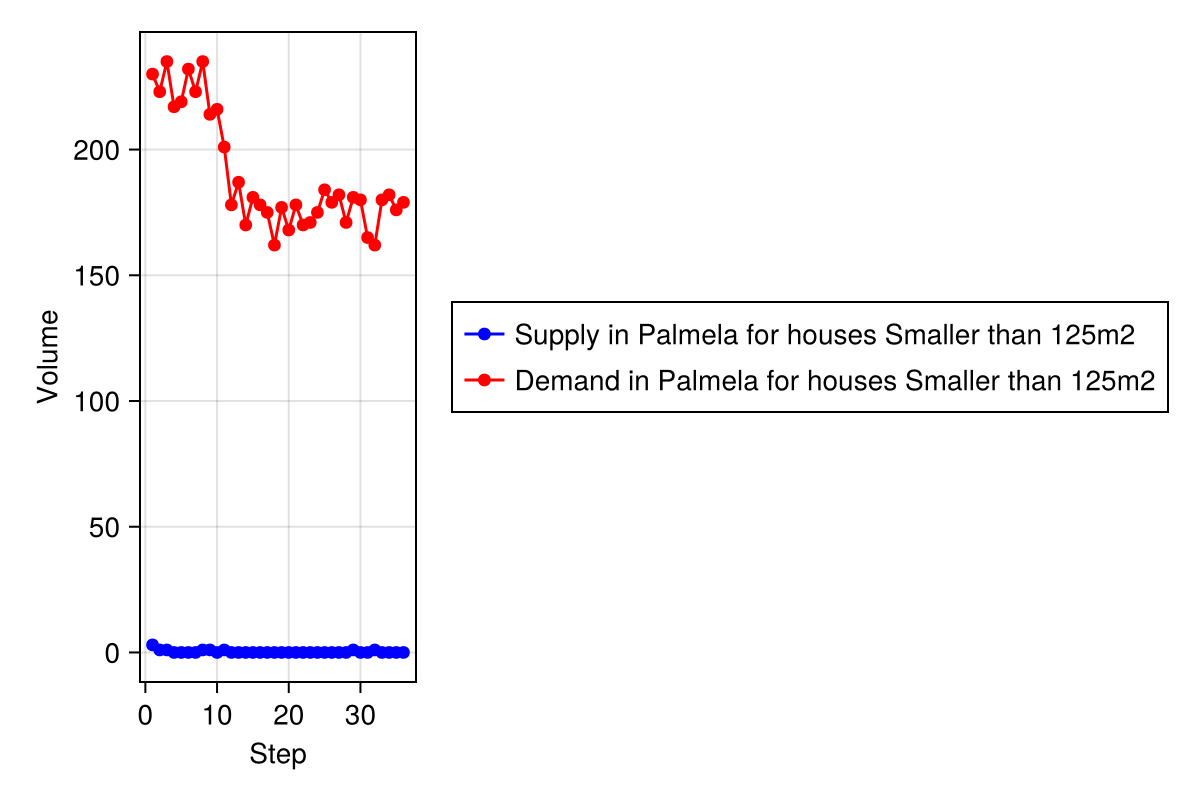 Volume
200
150
100
50
0
0 10 20 30
Step
Supply in Palmela for houses Smaller than 125m2
Demand in Palmela for houses Smaller than 125m2